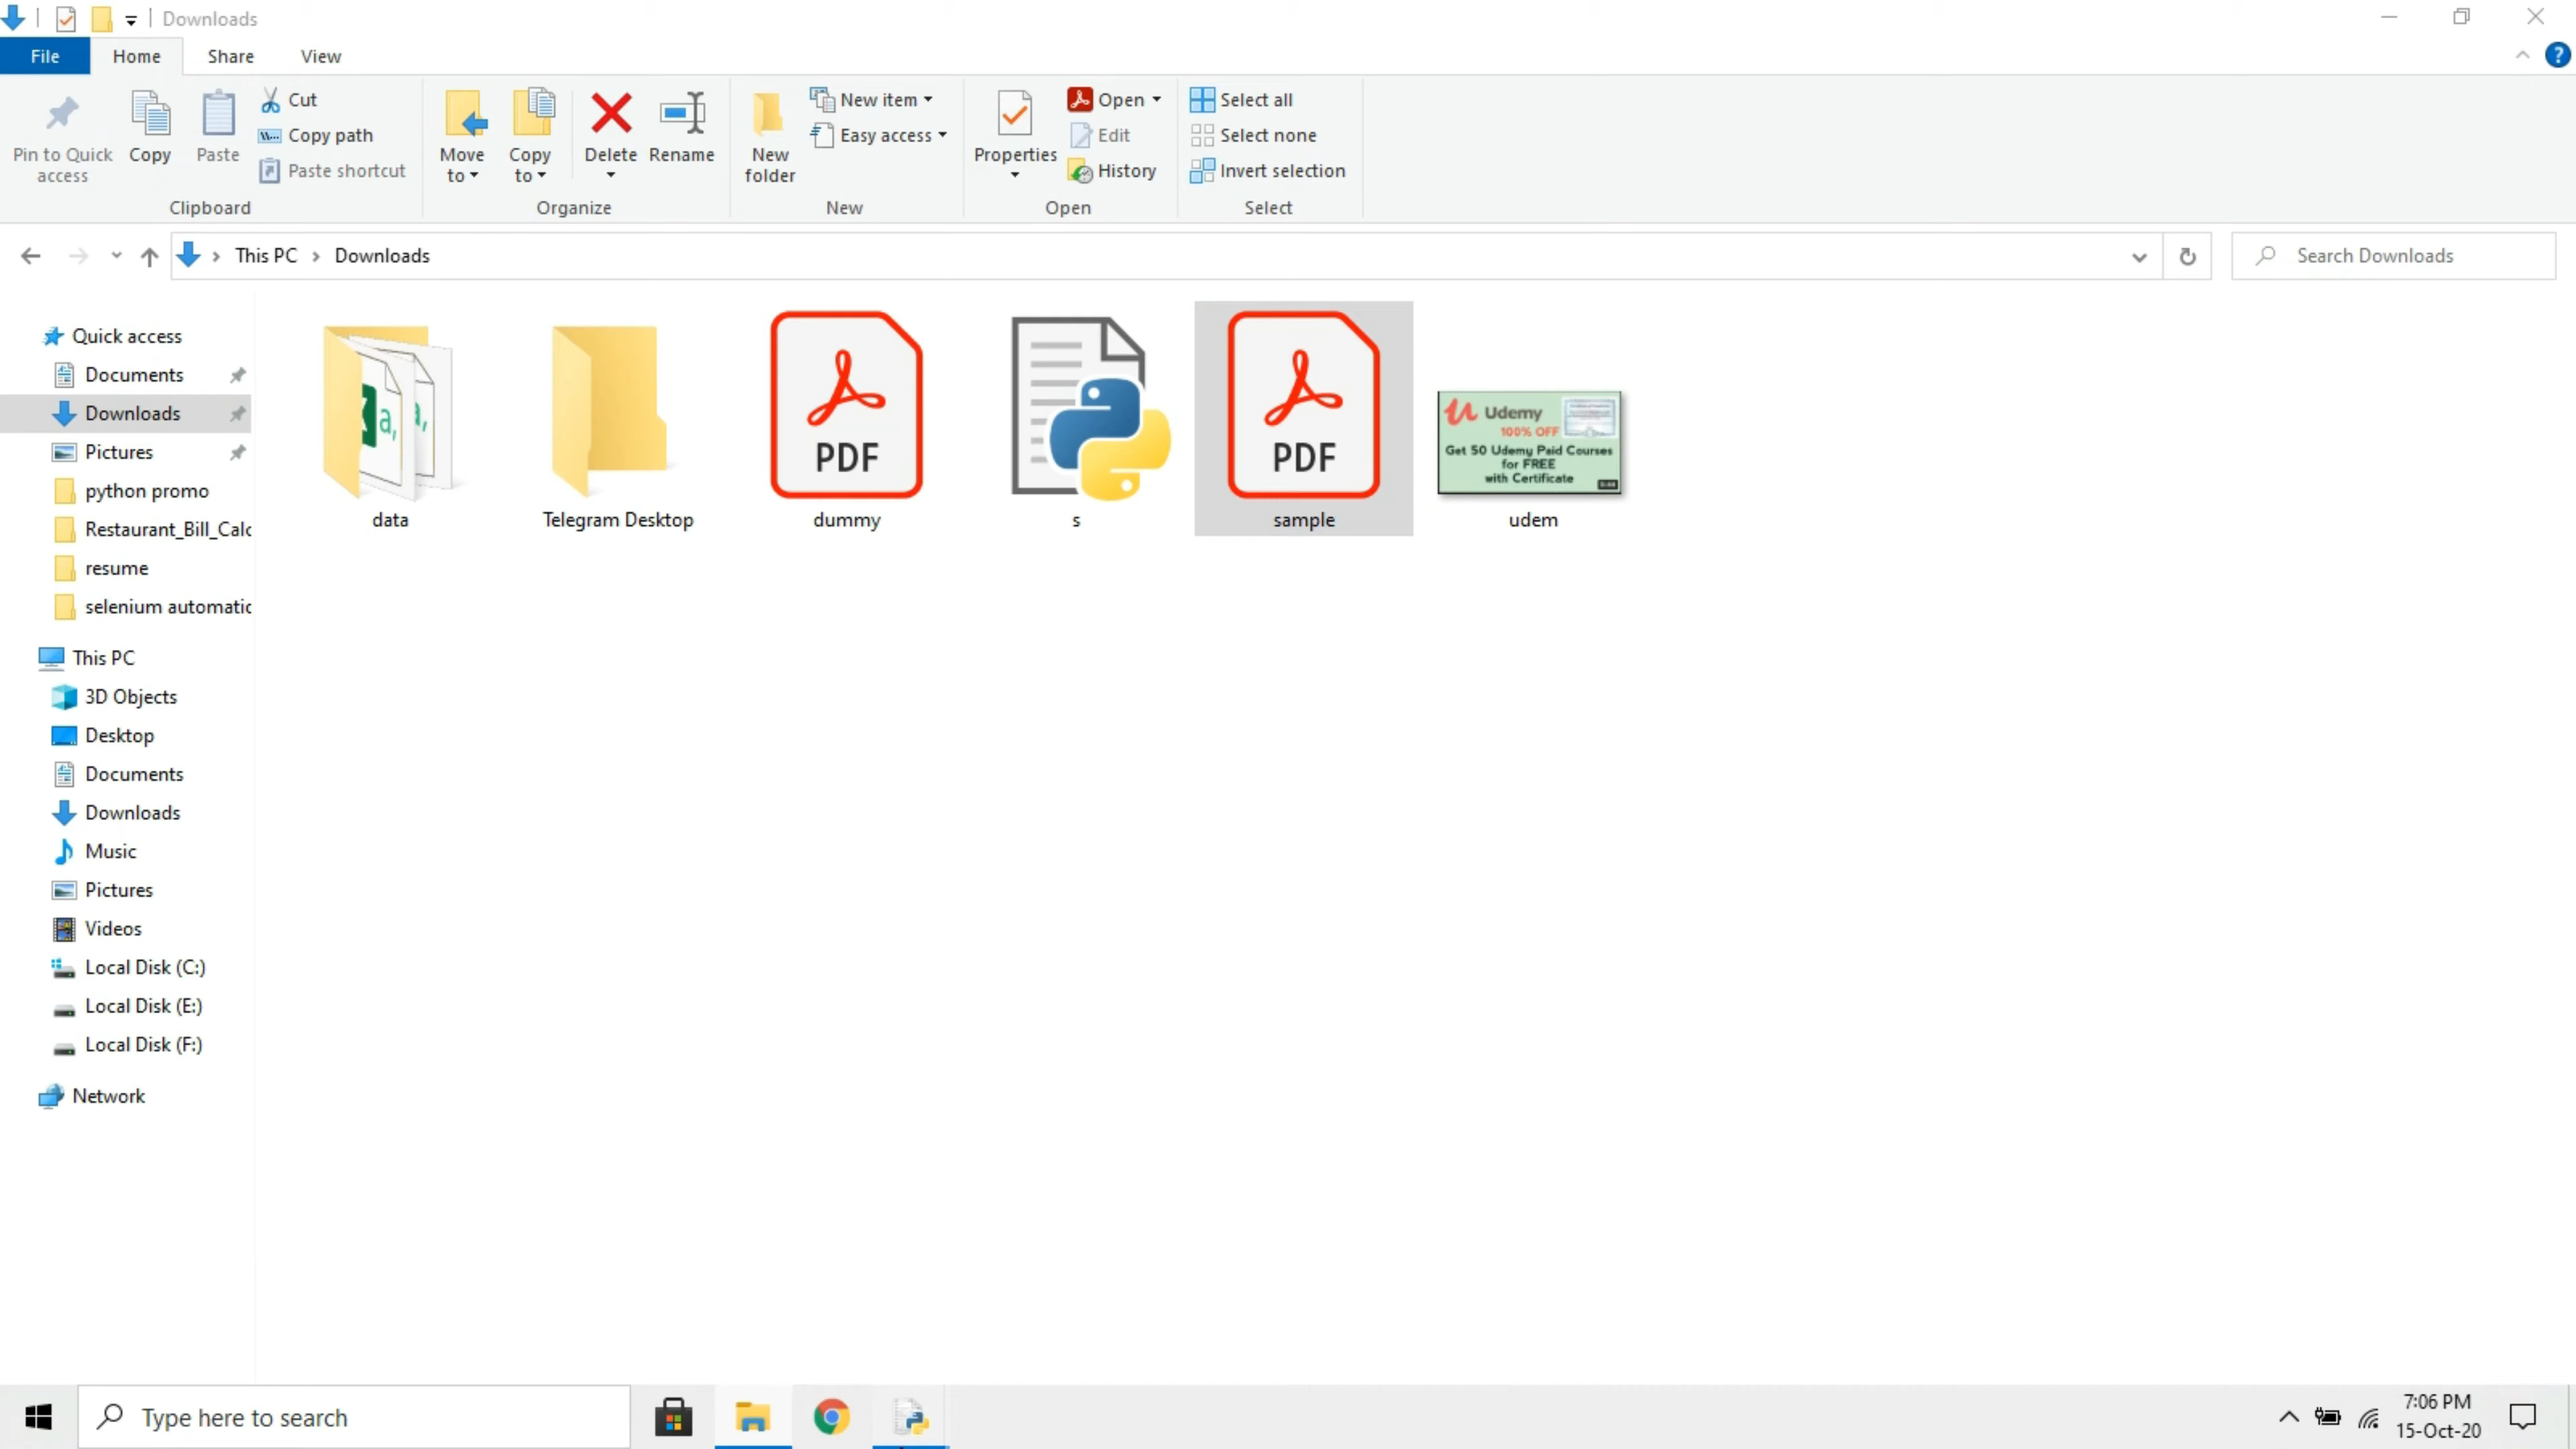 Downloads
File
Home
Share
View
Pin to Quick access
Copy
Paste
Cut
Copy path
Paste shortcut
Clipboard
Move to
Copy to
Delete
Rename
Organize
New folder
New item
Easy access
New
Properties
Open
Edit
History
Open
Select all
Select none
Invert selection
Select
This PC
Downloads
Search Downloads
Quick access
Documents
Downloads
Pictures
python promo
Restaurant_Bill_Calc
resume
selenium automatic
This PC
3D Objects
Desktop
Documents
Downloads
Music
Pictures
Videos
Local Disk (C:)
Local Disk (E:)
Local Disk (F:)
Network
a,
a,
PDF
PDF
Udemy
100% OFF
Get 50 Udemy Paid Courses
for FREE
with Certificate
data
Telegram Desktop
dummy
s
sample
udem
Type here to search
7:06 PM
15-Oct-20